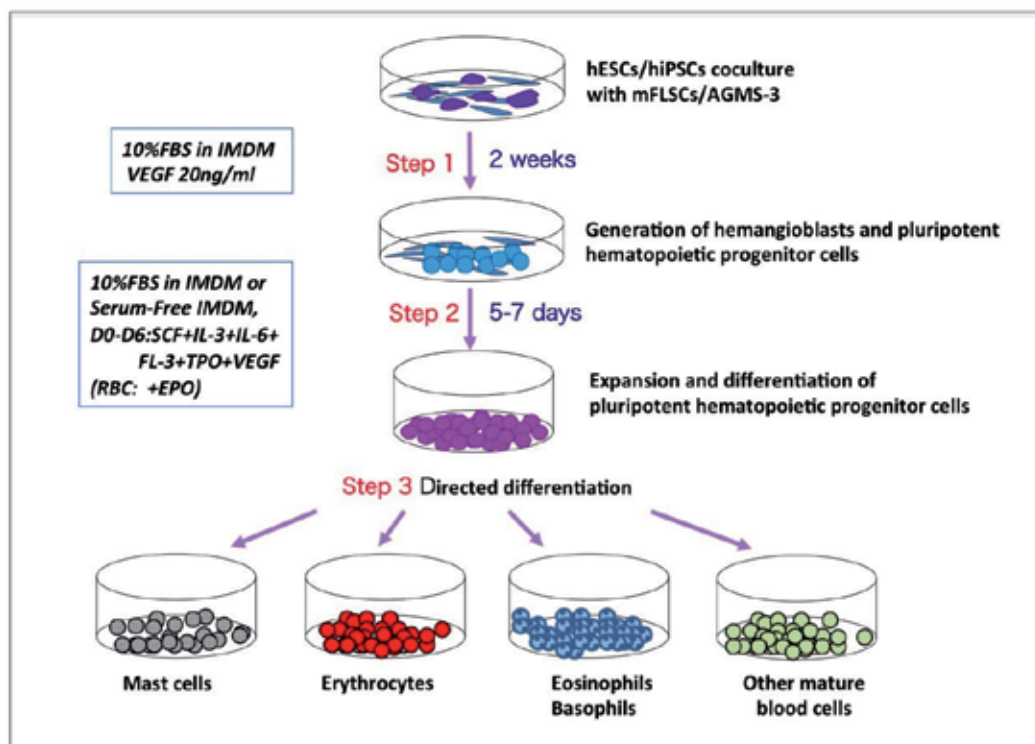 hESCs/hiPSCs coculture
with mFLSCs/AGMS-3
10%FBS in IMDM
VEGF 20ng/ml
Step 1
2 weeks
Generation of hemangioblasts and pluripotent
hematopoietic progenitor cells
10%FBS in IMDM or
Serum-Free IMDM,
D0-D6:SCF+IL-3+IL-6+
FL-3+TPO+VEGF
(RBC: +EPO)
Step 2
5-7 days
Expansion and differentiation of
pluripotent hematopoietic progenitor cells
Step 3 Directed differentiation
Mast cells
Erythrocytes
Eosinophils
Basophils
Other mature
blood cells